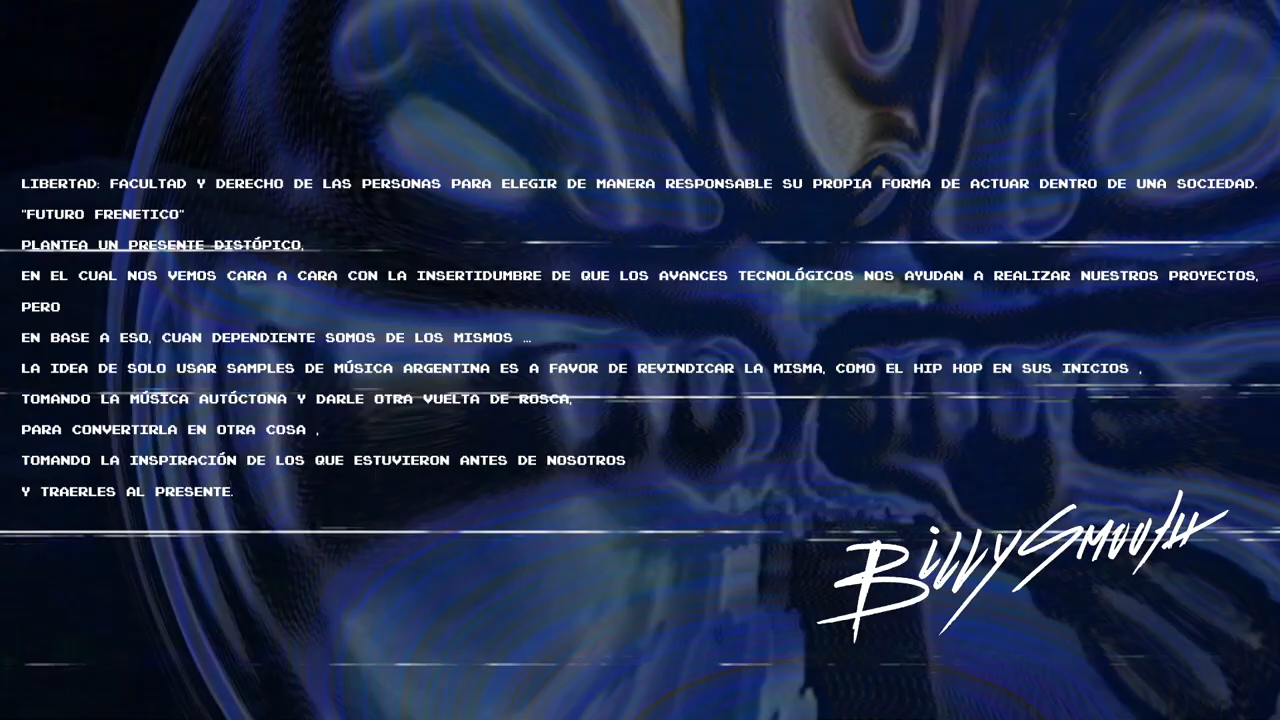 LIBERTAD: FACULTAD Y DERECHO DE LAS PERSONAS PARA ELEGIR DE MANERA RESPONSABLE SU PROPIA FORMA DE ACTUAR DENTRO DE UNA SOCIEDAD.
"FUTURO FRENETICO"
PLANTEA UN PRESENTE DISTÓPICO,
EN EL CUAL NOS VEMOS CARA A CARA CON LA INSERTIDUMBRE DE QUE LOS AVANCES TECNOLÓGICOS NOS AYUDAN A REALIZAR NUESTROS PROYECTOS,
PERO
EN BASE A ESO, CUAN DEPENDIENTE SOMOS DE LOS MISMOS ...
LA IDEA DE SOLO USAR SAMPLES DE MÚSICA ARGENTINA ES A FAVOR DE REVINDICAR LA MISMA, COMO EL HIP HOP EN SUS INICIOS ,
TOMANDO LA MÚSICA AUTÓCTONA Y DARLE OTRA VUELTA DE ROSCA,
PARA CONVERTIRLA EN OTRA COSA ,
TOMANDO LA INSPIRACIÓN DE LOS QUE ESTUVIERON ANTES DE NOSOTROS
Y TRAERLES AL PRESENTE.
BILLY SMOOTH